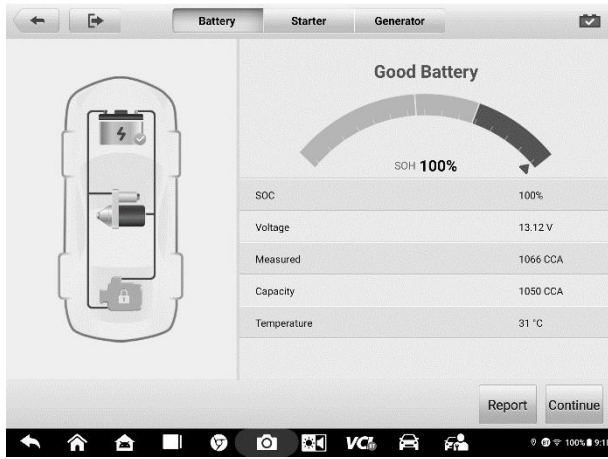 Battery Starter Generator
Good Battery
SOH 100%
SOC 100%
Voltage 13.12 V
Measured 1066 CCA
Capacity 1050 CCA
Temperature 31 °C
Report Continue
VCI 100%